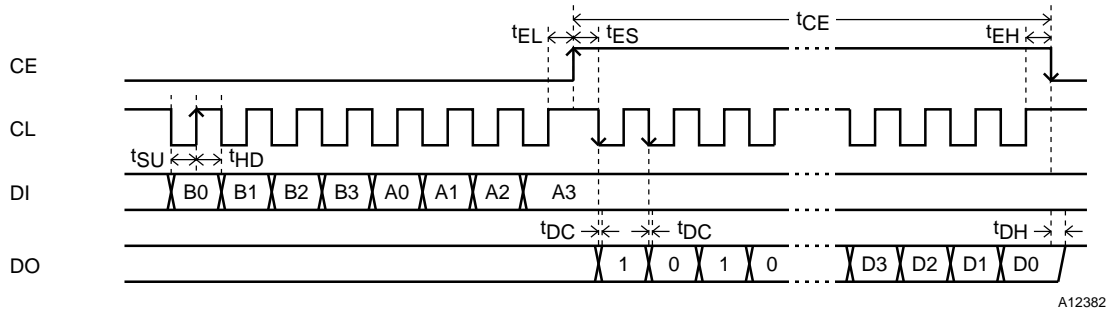 tCE
tEL tES tEH
CE
CL
tSU tHD
DI B0 B1 B2 B3 A0 A1 A2 A3
tDC tDC tDH
DO 1 0 1 0 D3 D2 D1 D0
A12382